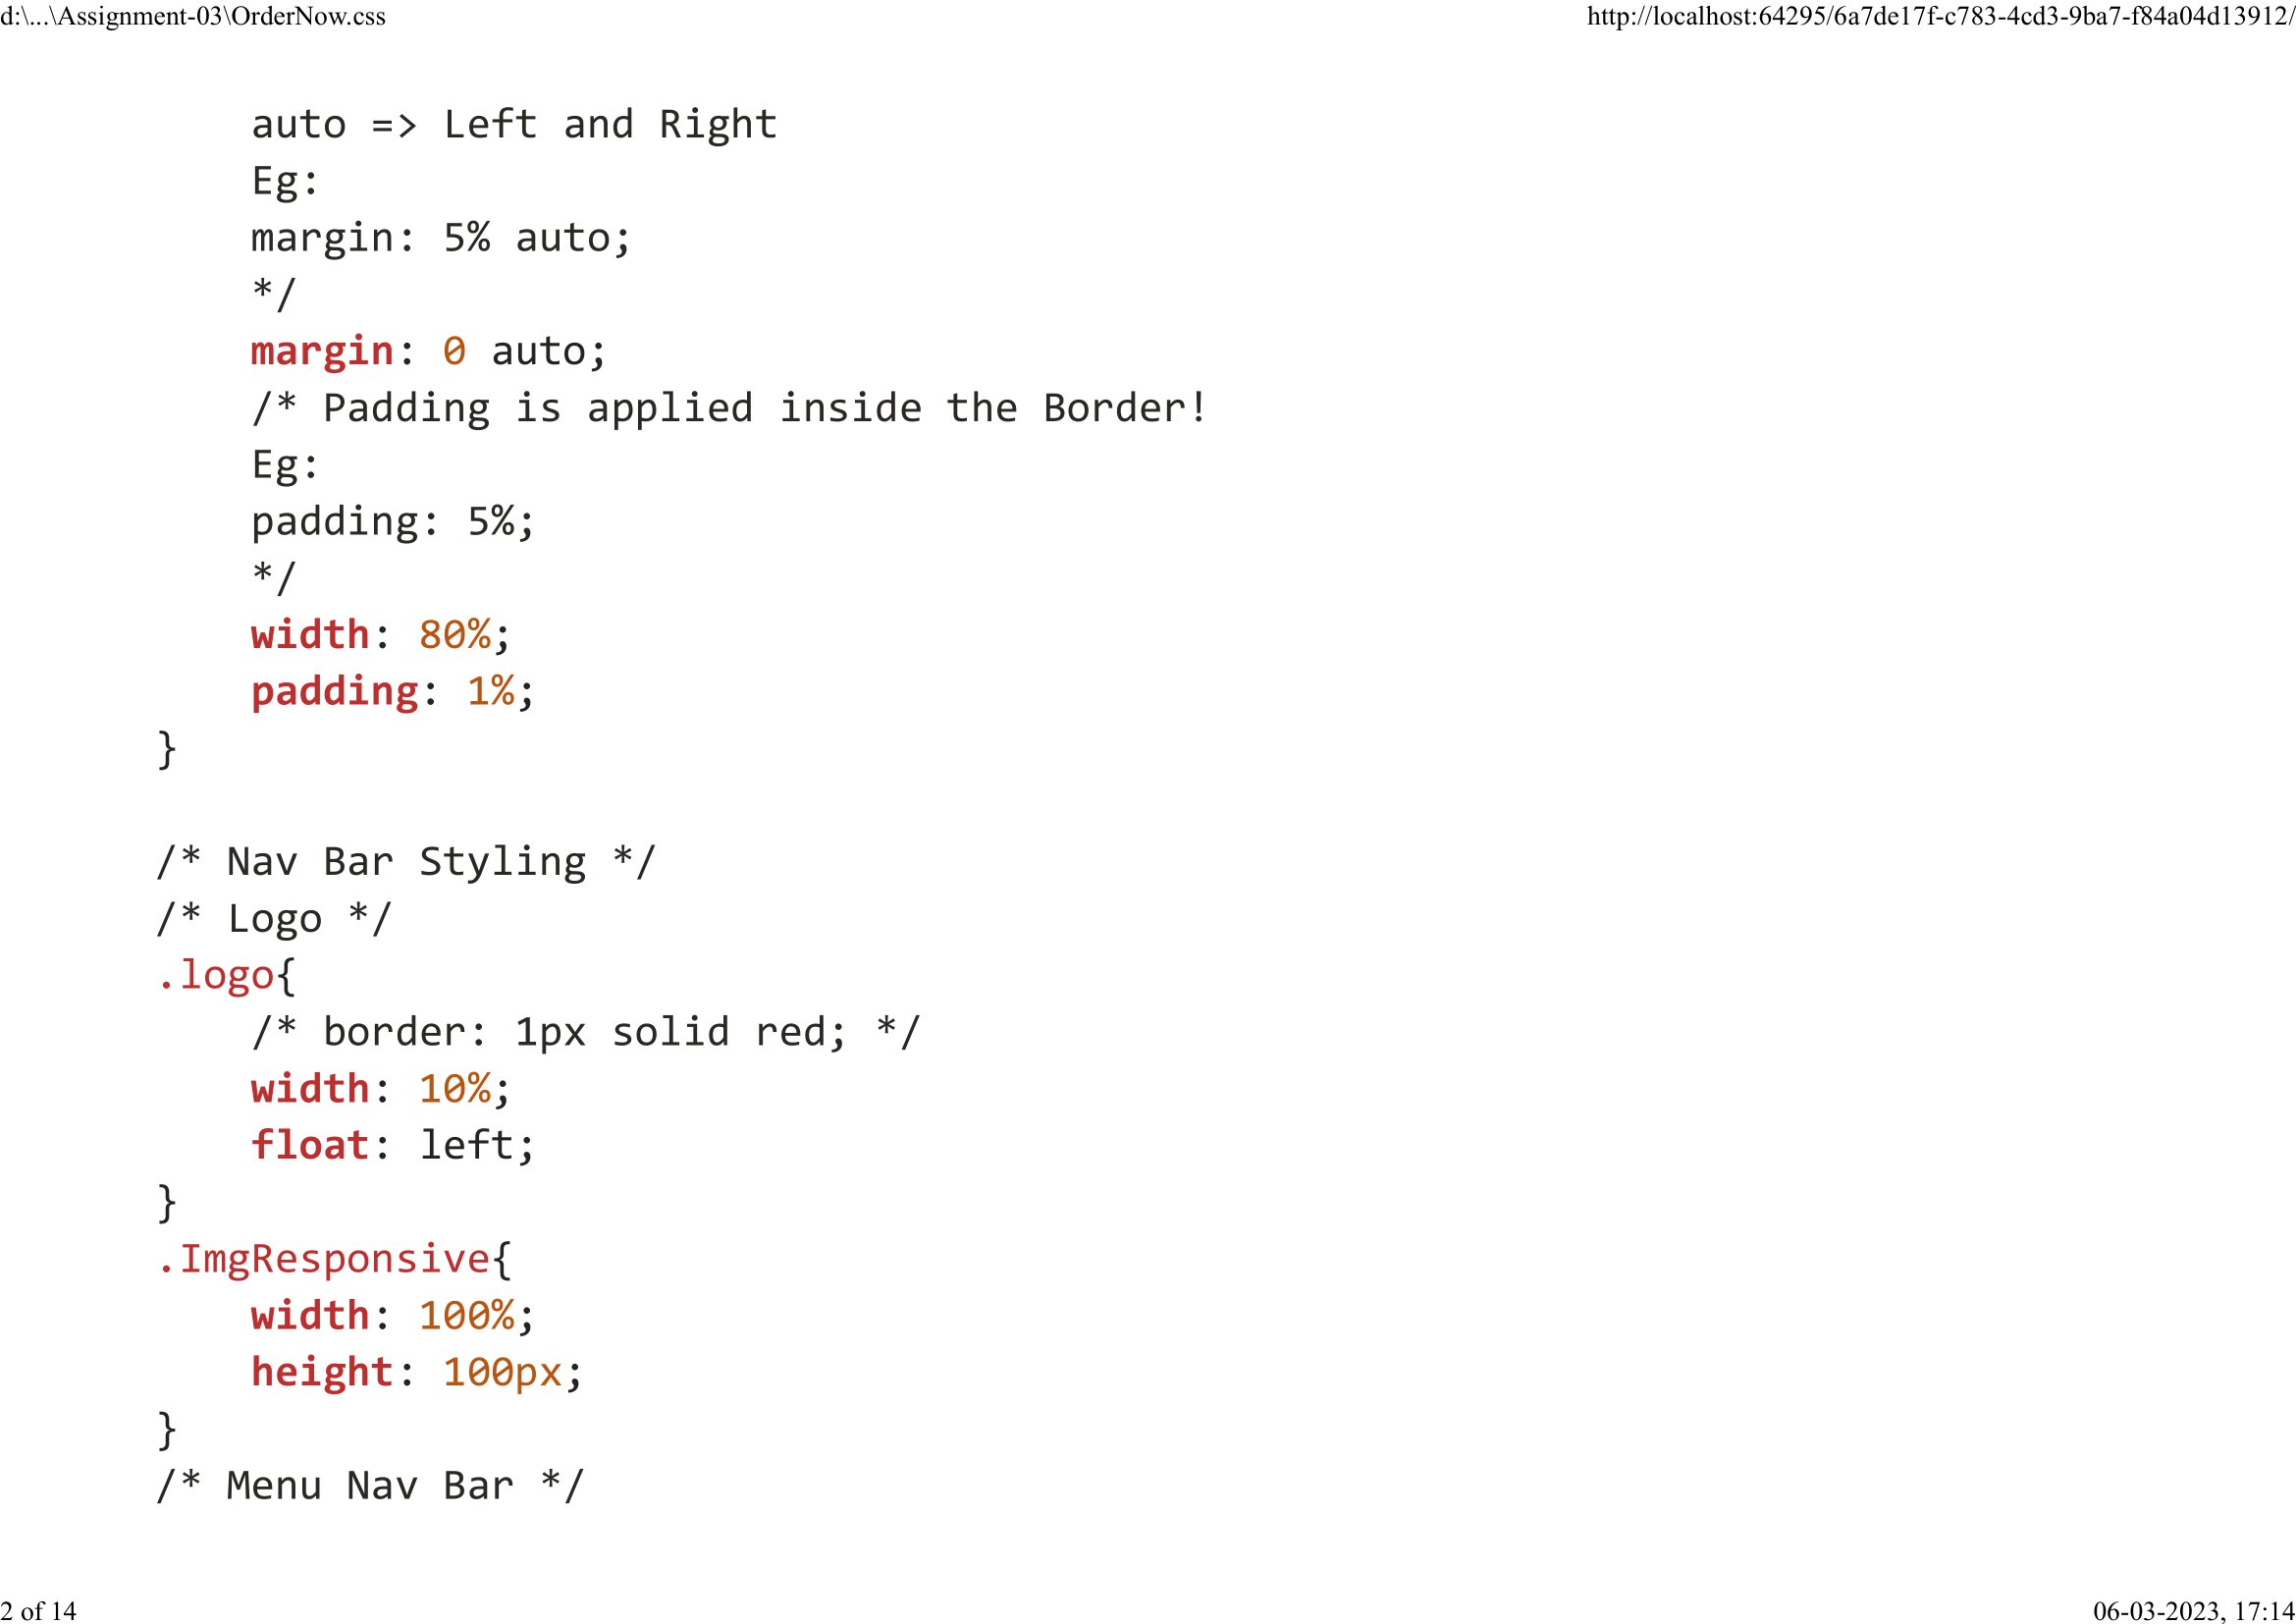 d:\...\Assignment-03\OrderNow.css http://localhost:64295/6a7de17f-c783-4cd3-9ba7-f84a04d13912/
auto => Left and Right
Eg:
margin: 5% auto;
*/
margin: 0 auto;
/* Padding is applied inside the Border!
Eg:
padding: 5%;
*/
width: 80%;
padding: 1%;
}
/* Nav Bar Styling */
/* Logo */
.logo{
/* border: 1px solid red; */
width: 10%;
float: left;
}
.ImgResponsive{
width: 100%;
height: 100px;
}
/* Menu Nav Bar */
2 of 14 06-03-2023, 17:14